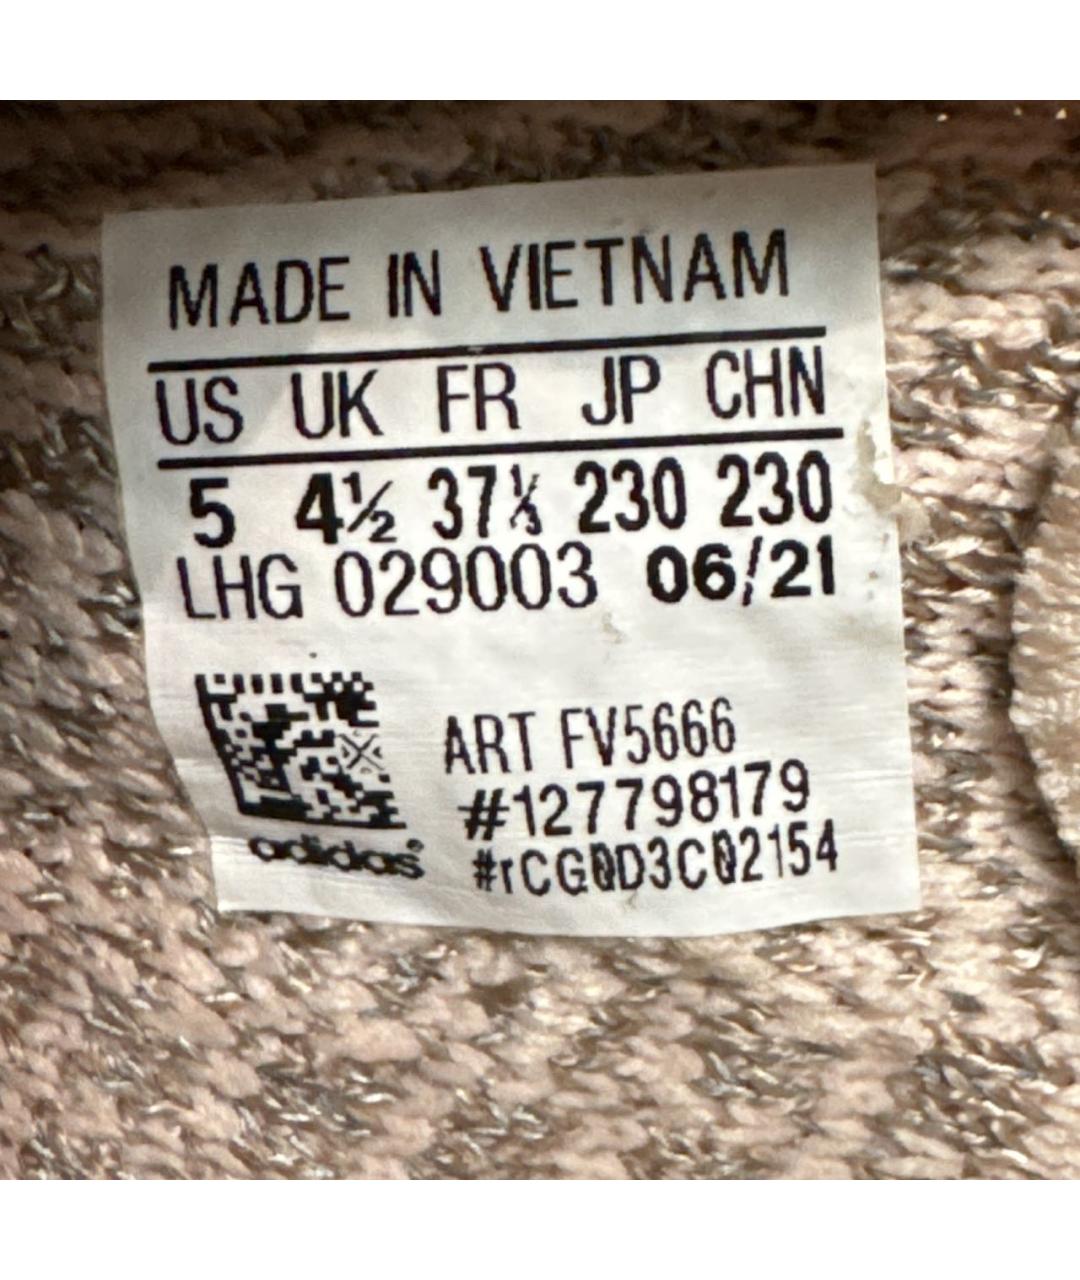 MADE IN VIETNAM
US UK FR JP CHN
5 4½ 37⅓ 230 230
LHG 029003 06/21
ART FV5666
#127798179
#rCG0D3C02154
adidas®